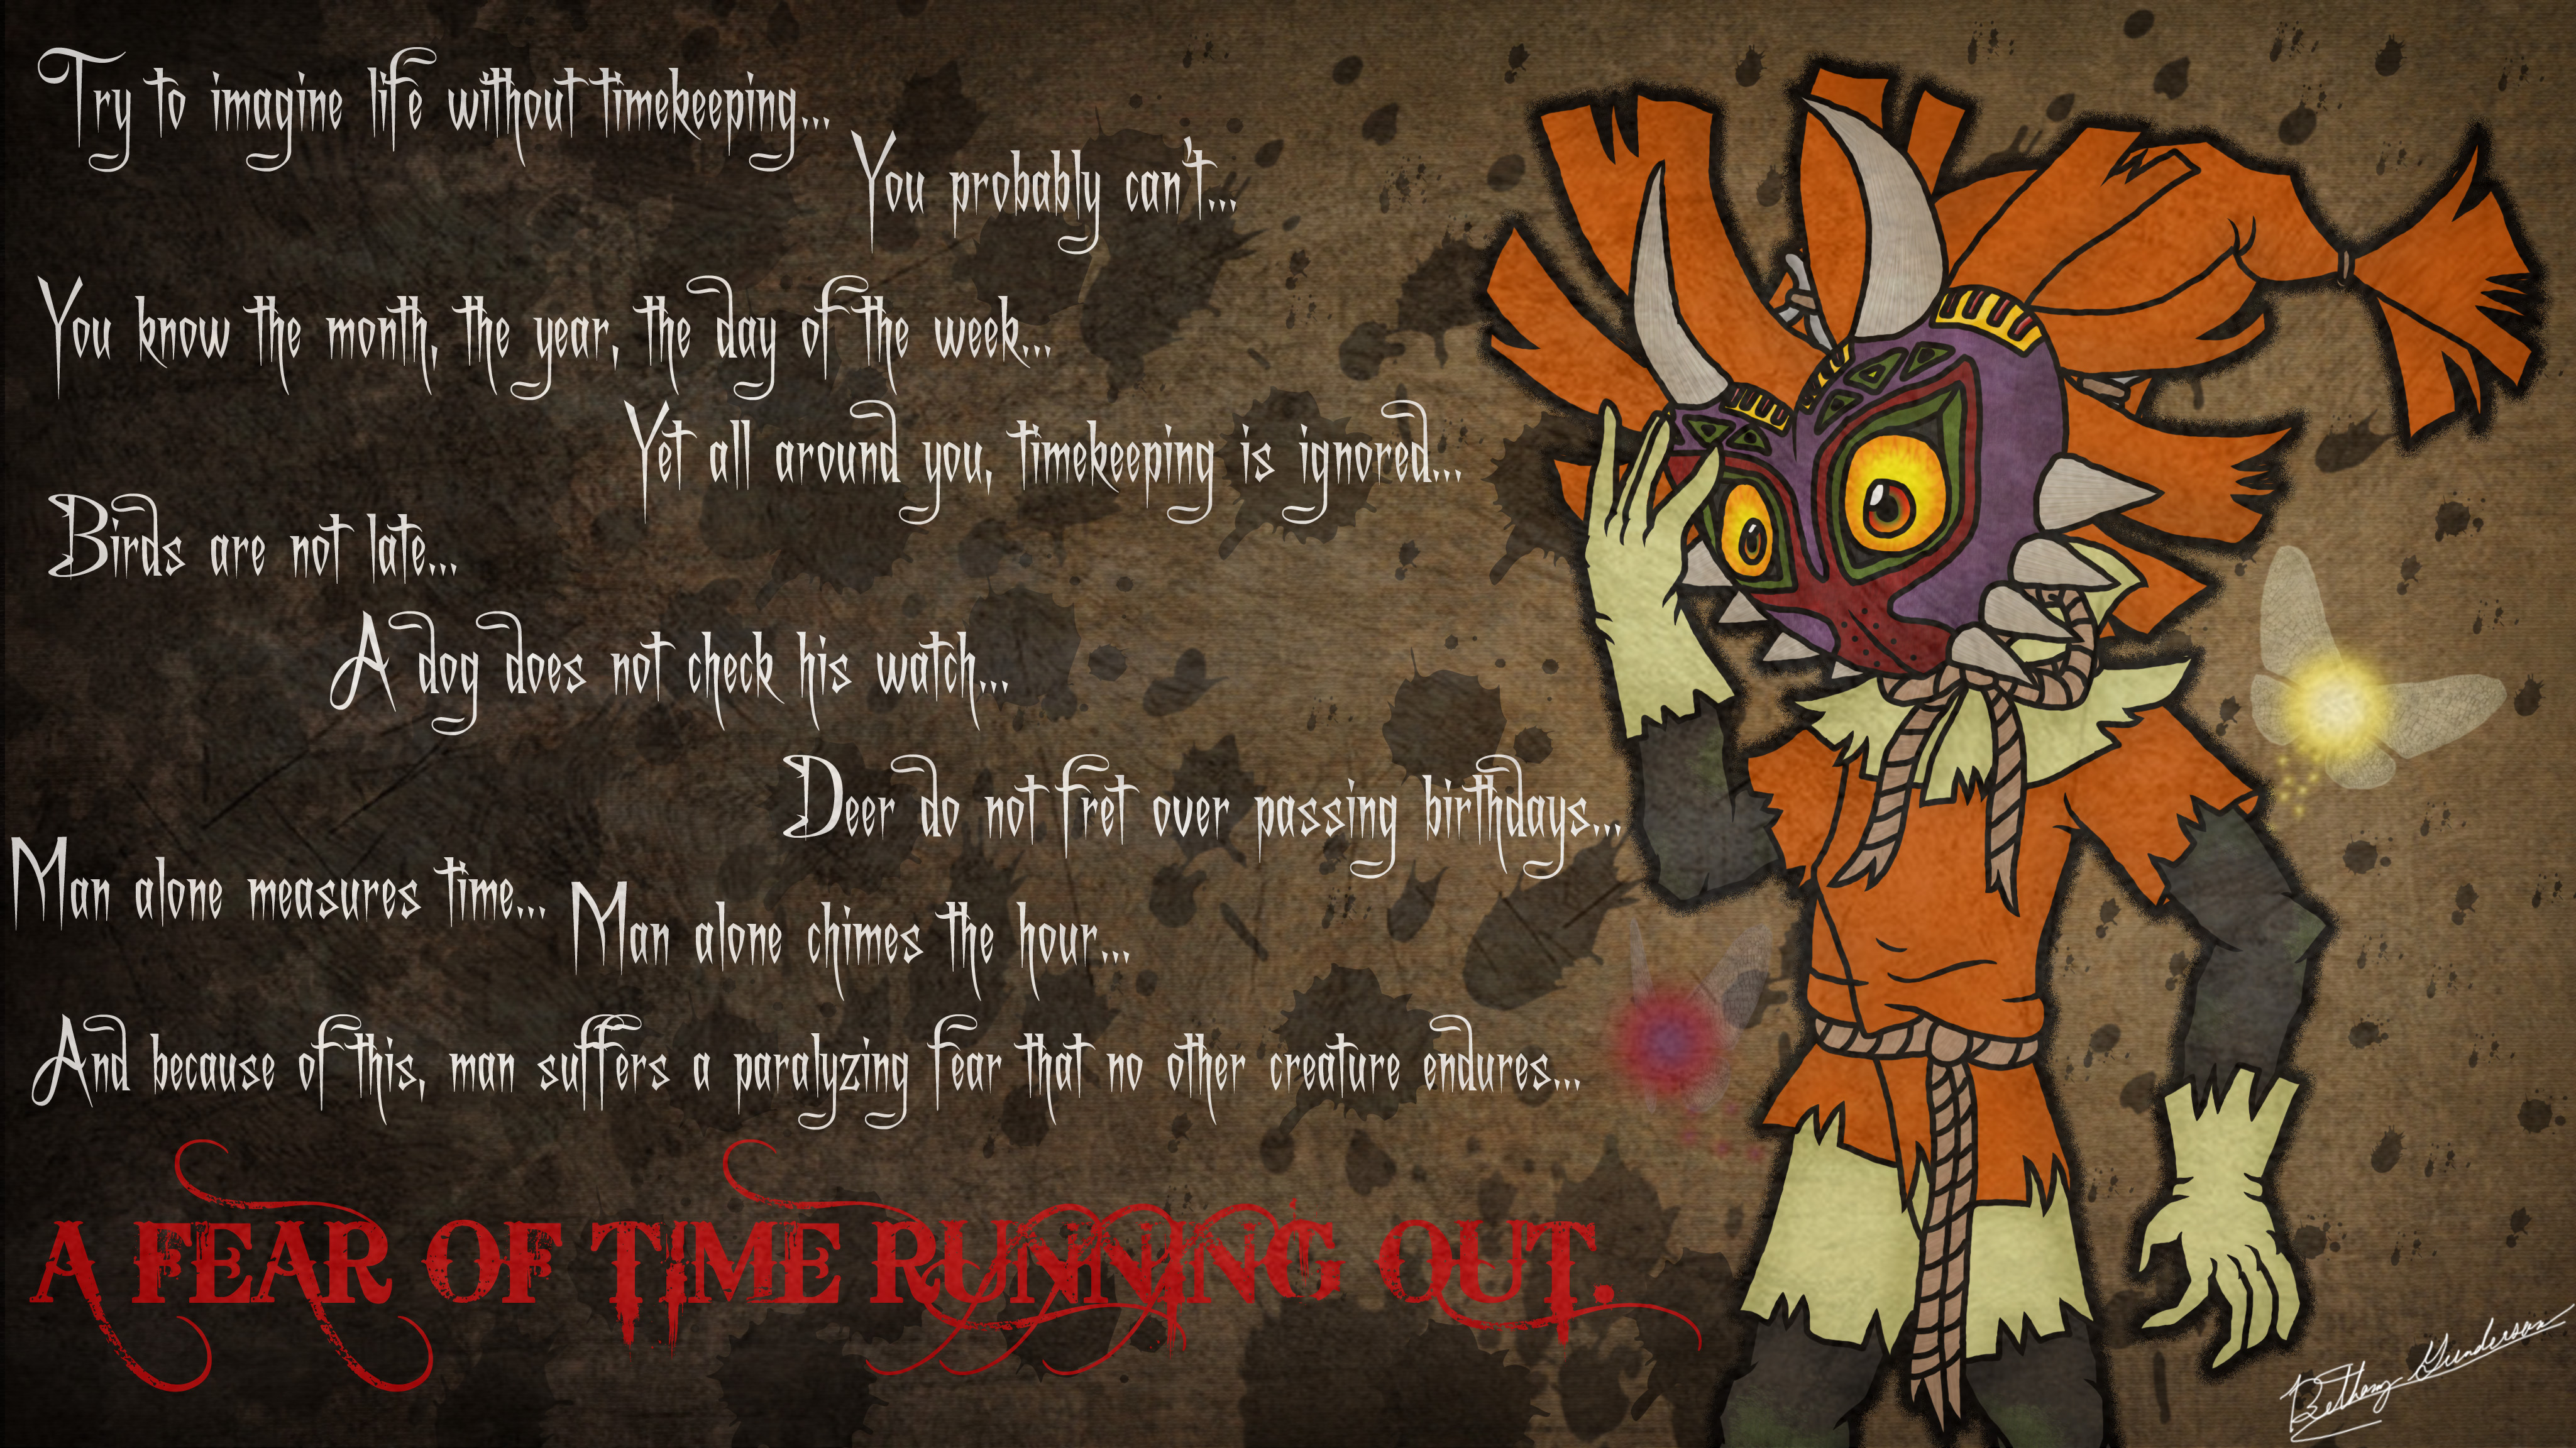 Try to imagine life without timekeeping...
You probably can't...
You know the month, the year, the day of the week...
Yet all around you, timekeeping is ignored...
Birds are not late...
A dog does not check his watch...
Deer do not fret over passing birthdays...
Man alone measures time...
Man alone chimes the hour...
And because of this, man suffers a paralyzing fear that no other creature endures...
A FEAR OF TIME RUNNING OUT.
Bethany Gunderson